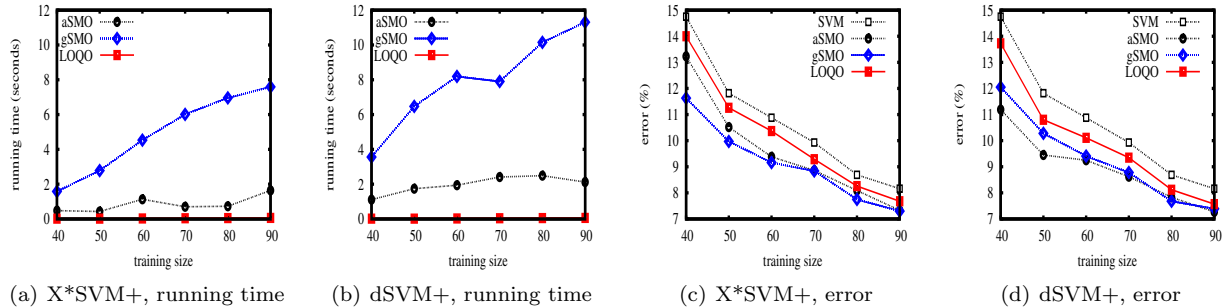 running time (seconds)
12
10
8
6
4
2
0
aSMO
gSMO
LOQO
40 50 60 70 80 90
training size
(a) X*SVM+, running time
running time (seconds)
12
10
8
6
4
2
0
aSMO
gSMO
LOQO
40 50 60 70 80 90
training size
(b) dSVM+, running time
error (%)
15
14
13
12
11
10
9
8
7
SVM
aSMO
gSMO
LOQO
40 50 60 70 80 90
training size
(c) X*SVM+, error
error (%)
15
14
13
12
11
10
9
8
7
SVM
aSMO
gSMO
LOQO
40 50 60 70 80 90
training size
(d) dSVM+, error